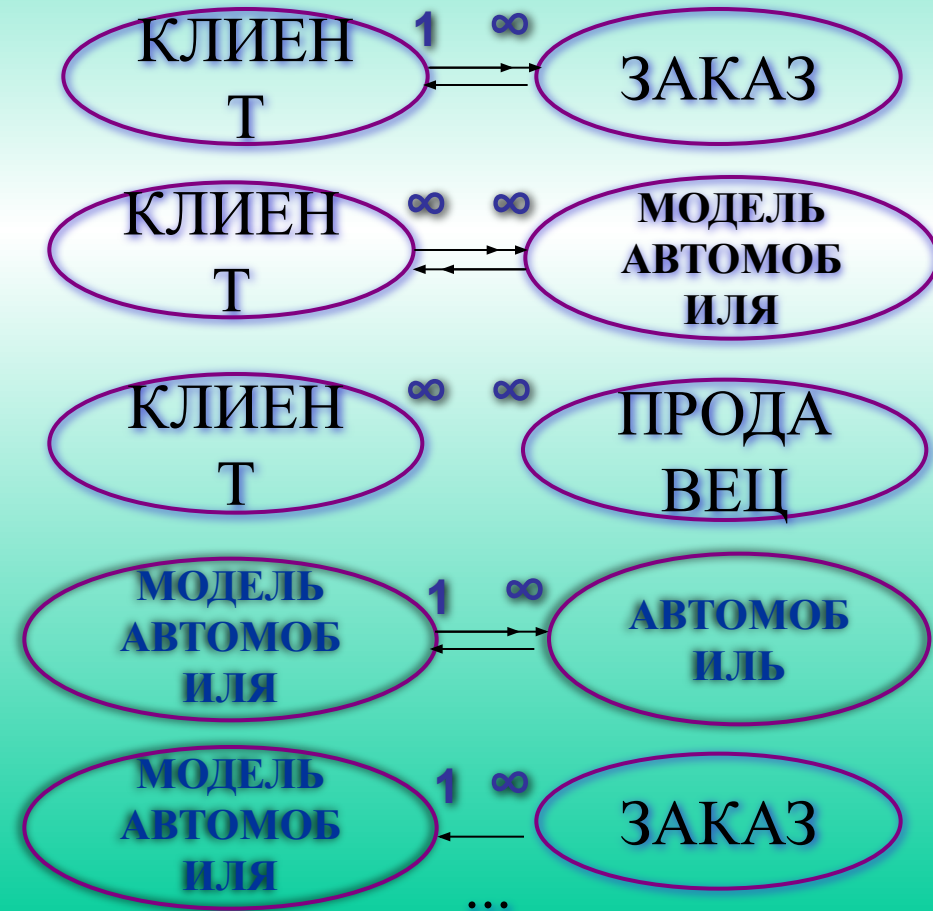 КЛИЕН
Т
1 ∞
ЗАКАЗ
КЛИЕН
Т
∞ ∞
МОДЕЛЬ
АВТОМОБ
ИЛЯ
КЛИЕН
Т
∞ ∞
ПРОДА
ВЕЦ
МОДЕЛЬ
АВТОМОБ
ИЛЯ
1 ∞
АВТОМОБ
ИЛЬ
МОДЕЛЬ
АВТОМОБ
ИЛЯ
1 ∞
ЗАКАЗ
...